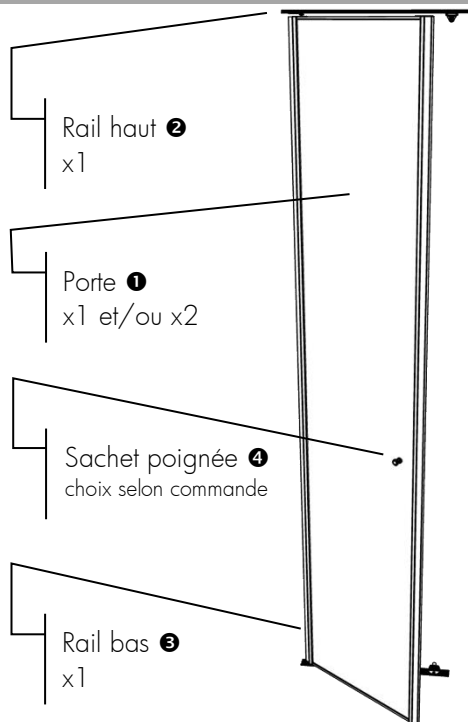 Rail haut ❷
x1
Porte ❶
x1 et/ou x2
Sachet poignée ❹
choix selon commande
Rail bas ❸
x1